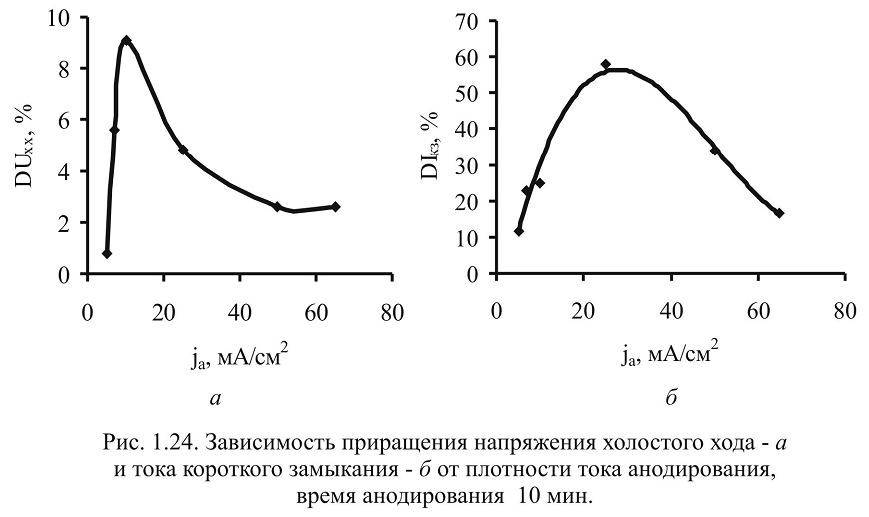 10
8
6
4
2
0
DUхх, %
0 20 40 60 80
jа, мА/см²
а
70
60
50
40
30
20
10
0
DIкз, %
0 20 40 60 80
jа, мА/см²
б
Рис. 1.24. Зависимость приращения напряжения холостого хода - а
и тока короткого замыкания - б от плотности тока анодирования,
время анодирования 10 мин.